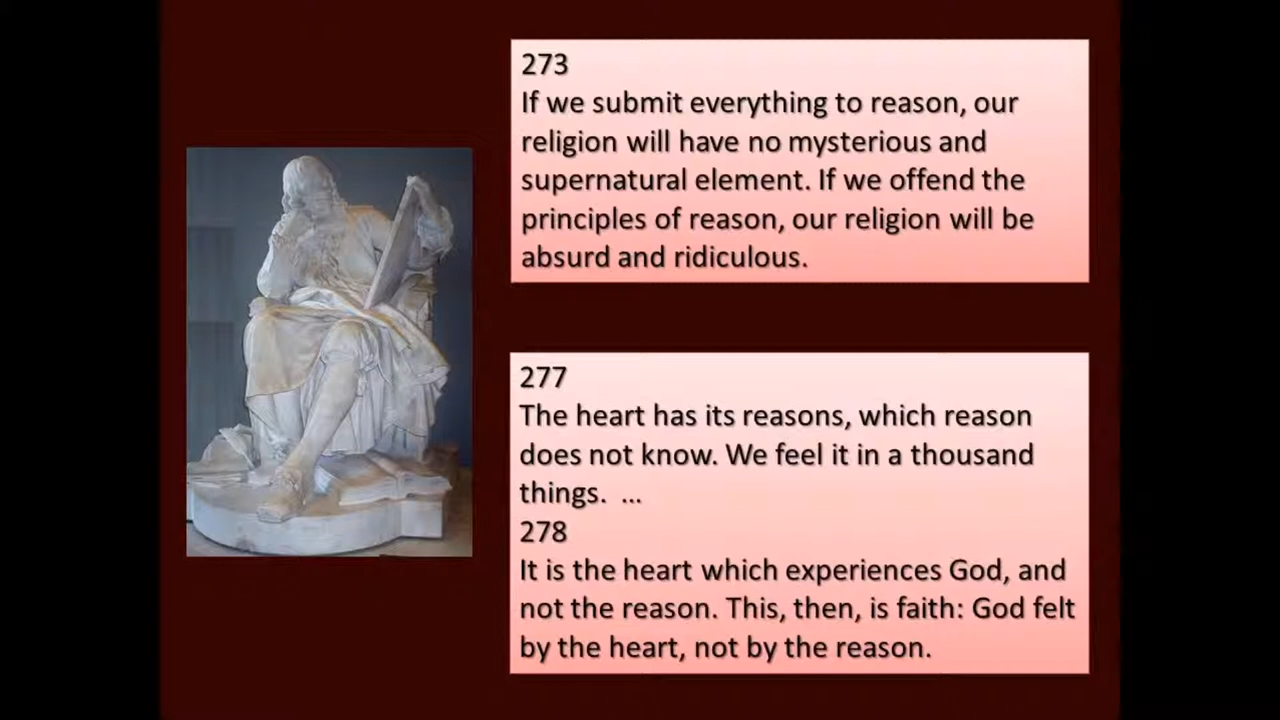 273
If we submit everything to reason, our
religion will have no mysterious and
supernatural element. If we offend the
principles of reason, our religion will be
absurd and ridiculous.
277
The heart has its reasons, which reason
does not know. We feel it in a thousand
things.  ...
278
It is the heart which experiences God, and
not the reason. This, then, is faith: God felt
by the heart, not by the reason.